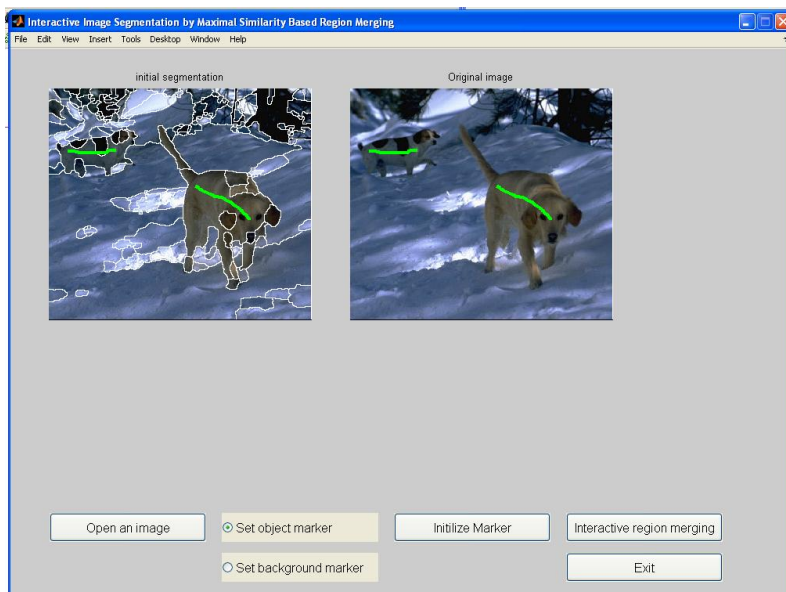 Interactive Image Segmentation by Maximal Similarity Based Region Merging
File Edit View Insert Tools Desktop Window Help
initial segmentation
Original image
Open an image
Set object marker
Initilize Marker
Interactive region merging
Set background marker
Exit